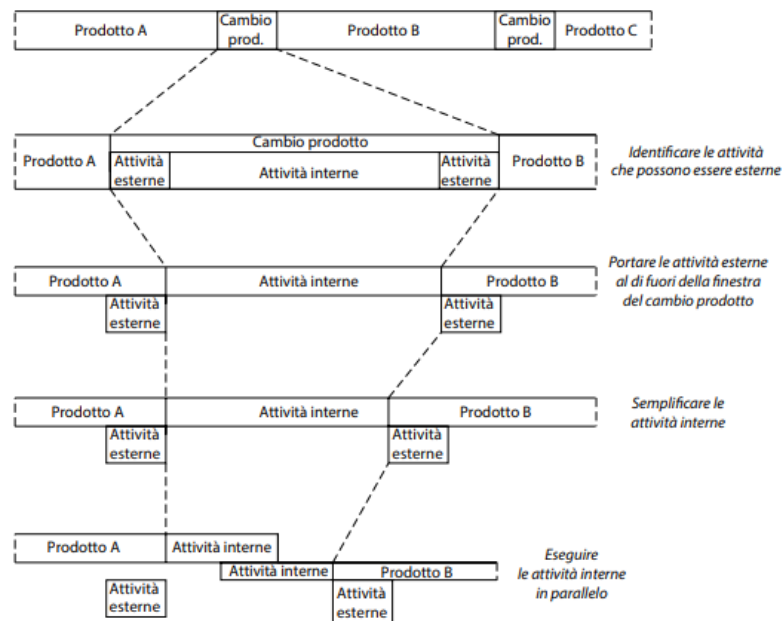 Prodotto A
Cambio
prod.
Prodotto B
Cambio
prod.
Prodotto C
Prodotto A
Cambio prodotto
Attività
esterne
Attività interne
Attività
esterne
Prodotto B
Identificare le attività
che possono essere esterne
Prodotto A
Attività interne
Prodotto B
Attività
esterne
Attività
esterne
Portare le attività esterne
al di fuori della finestra
del cambio prodotto
Prodotto A
Attività interne
Prodotto B
Attività
esterne
Attività
esterne
Semplificare le
attività interne
Prodotto A
Attività interne
Attività interne
Prodotto B
Attività
esterne
Attività
esterne
Eseguire
le attività interne
in parallelo